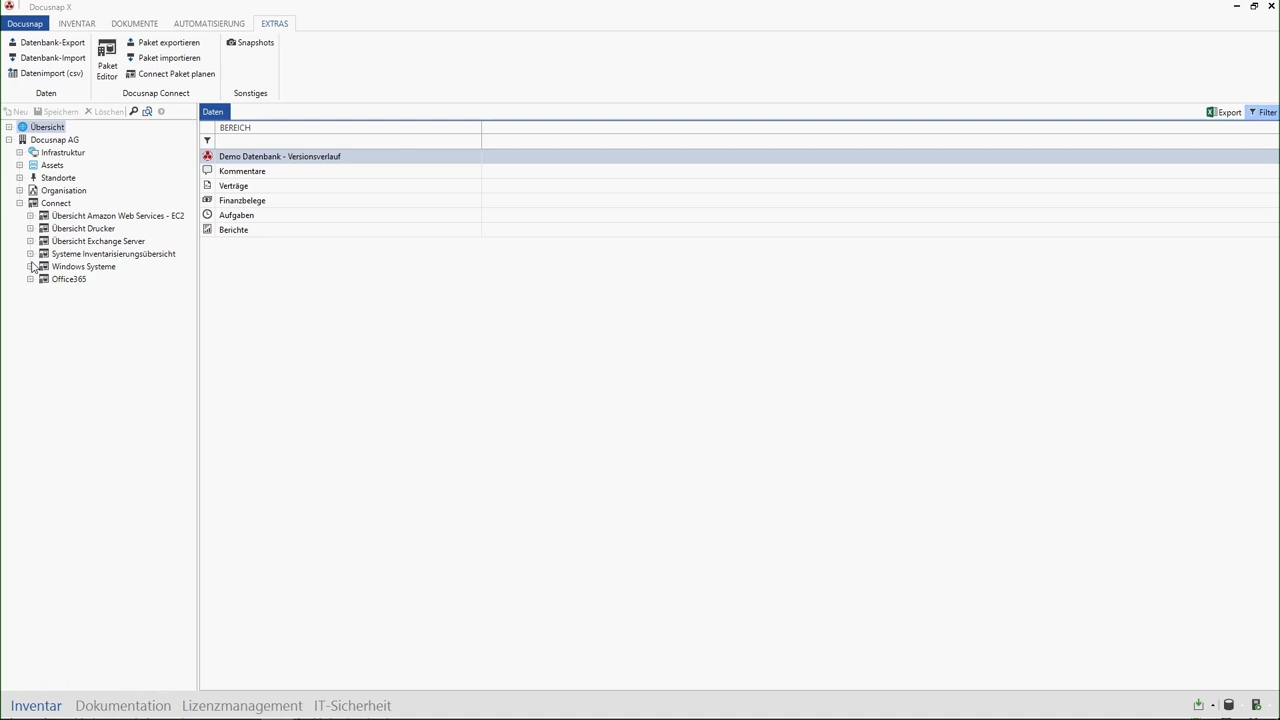 Docusnap X
Docusnap INVENTAR DOKUMENTE AUTOMATISIERUNG EXTRAS
Datenbank-Export
Datenbank-Import
Datenimport (csv)
Daten
Paket Editor
Paket exportieren
Paket importieren
Connect Paket planen
Docusnap Connect
Snapshots
Sonstiges
Neu Speichern Löschen
Übersicht
Docusnap AG
Infrastruktur
Assets
Standorte
Organisation
Connect
Übersicht Amazon Web Services - EC2
Übersicht Drucker
Übersicht Exchange Server
Systeme Inventarisierungsübersicht
Windows Systeme
Office365
Daten
Export Filter
BEREICH
Demo Datenbank - Versionsverlauf
Kommentare
Verträge
Finanzbelege
Aufgaben
Berichte
Inventar Dokumentation Lizenzmanagement IT-Sicherheit